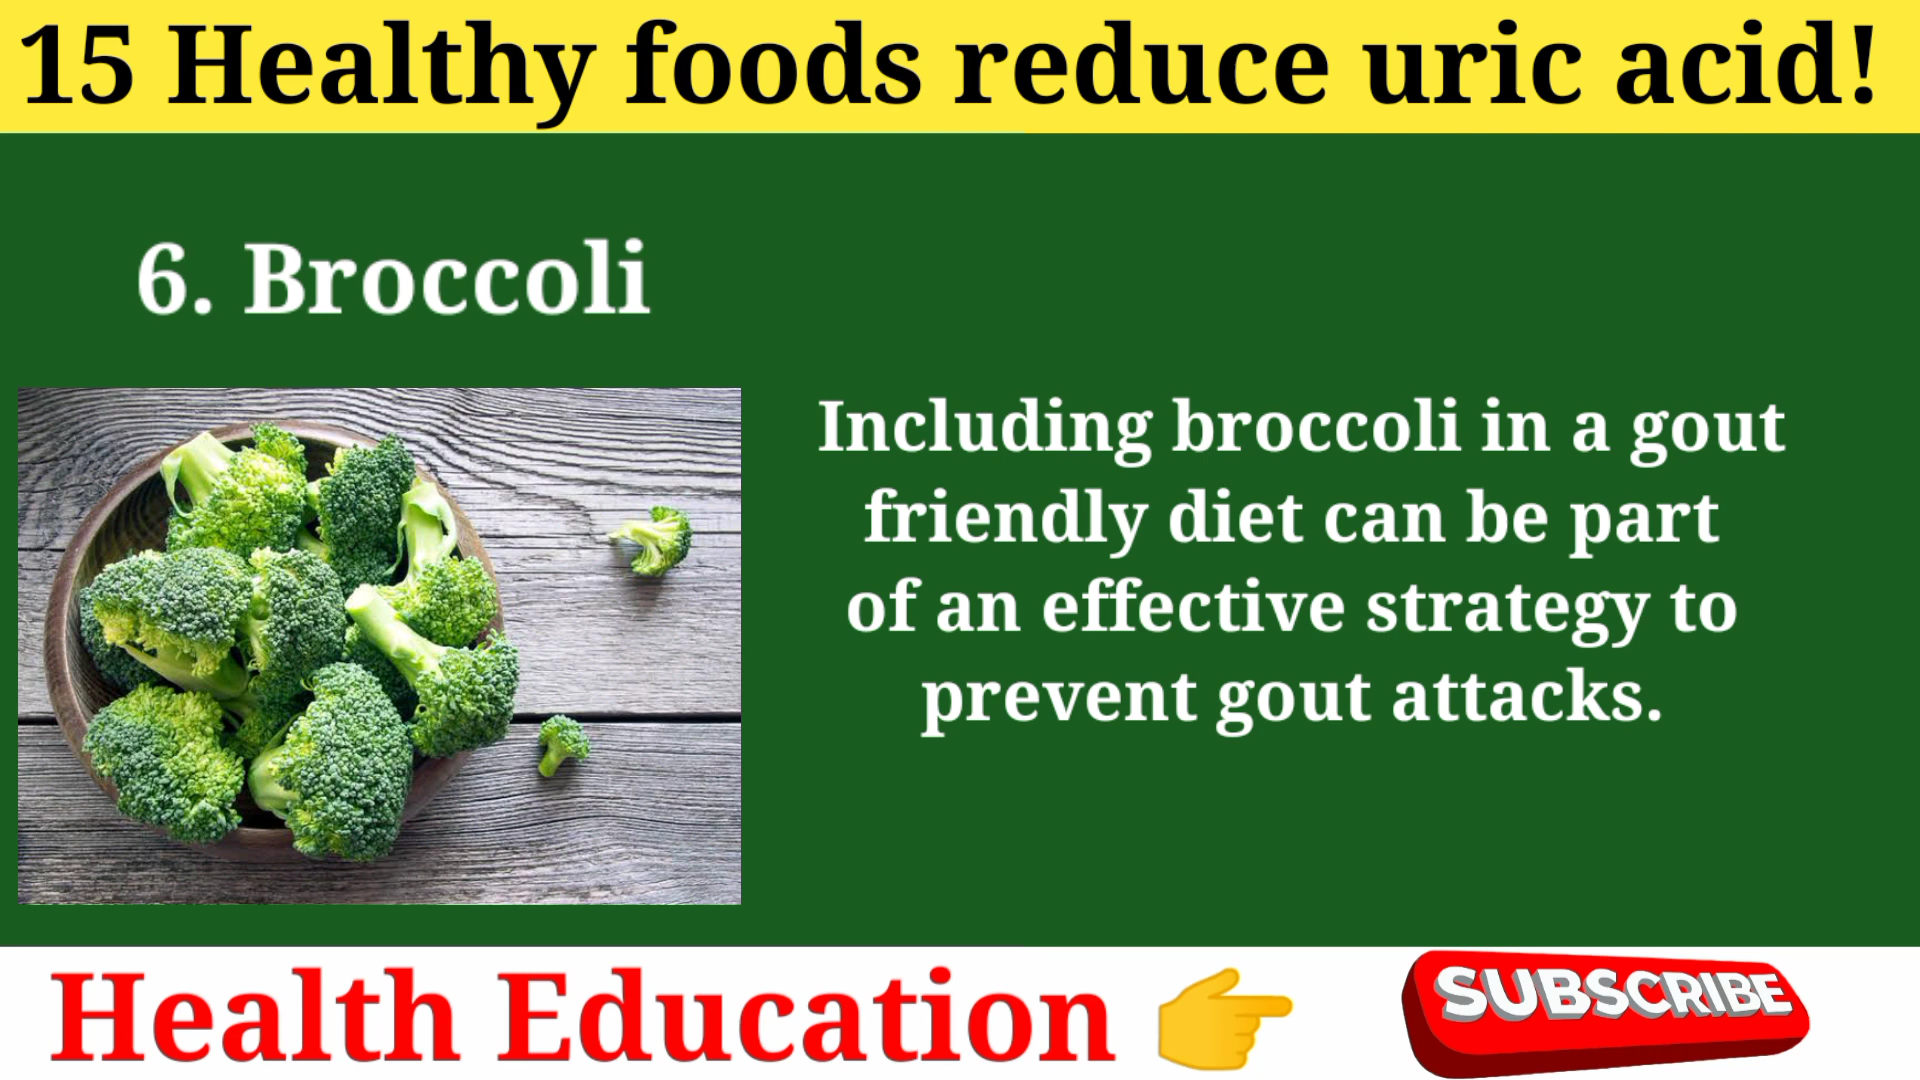 15 Healthy foods reduce uric acid!
6. Broccoli
Including broccoli in a gout
friendly diet can be part
of an effective strategy to
prevent gout attacks.
Health Education
SUBSCRIBE